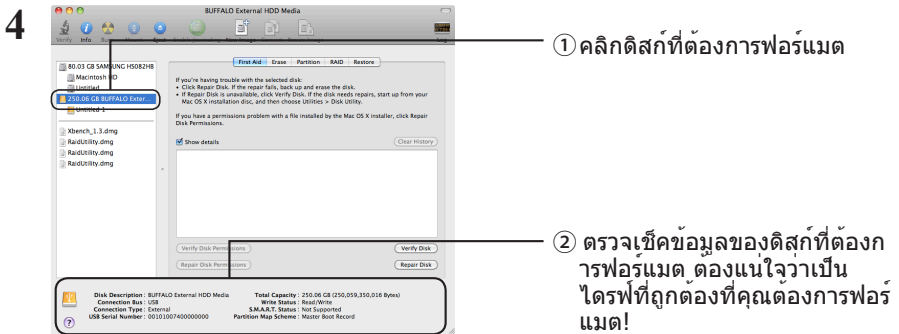 4
BUFFALO External HDD Media
Verify Info
First Aid Erase Partition RAID Restore
80.03 GB SAMSUNG HS082HB
Macintosh HD
Untitled
250.06 GB BUFFALO Exter...
Untitled 1
Xbench_1.3.dmg
RaidUtility.dmg
RaidUtility.dmg
RaidUtility.dmg
If you're having trouble with the selected disk:
• Click Repair Disk. If the repair fails, back up and erase the disk.
• If Repair Disk is unavailable, click Verify Disk. If the disk needs repairs, start up from your
Mac OS X installation disc, and then choose Utilities > Disk Utility.
If you have a permissions problem with a file installed by the Mac OS X installer, click Repair
Disk Permissions.
Show details
Clear History
Verify Disk Permissions
Verify Disk
Repair Disk Permissions
Repair Disk
Disk Description : BUFFALO External HDD Media
Connection Bus : USB
Connection Type : External
USB Serial Number : 00101007400000000
Total Capacity : 250.06 GB (250,059,350,016 Bytes)
Write Status : Read/Write
S.M.A.R.T. Status : Not Supported
Partition Map Scheme : Master Boot Record
?
① คลิกดิสก์ที่ต้องการฟอร์แมต
② ตรวจเช็คข้อมูลของดิสก์ที่ต้องก
ารฟอร์แมต ต้องแน่ใจว่าเป็น
ไดรฟ์ที่ถูกต้องที่คุณต้องการฟอร์
แมต!